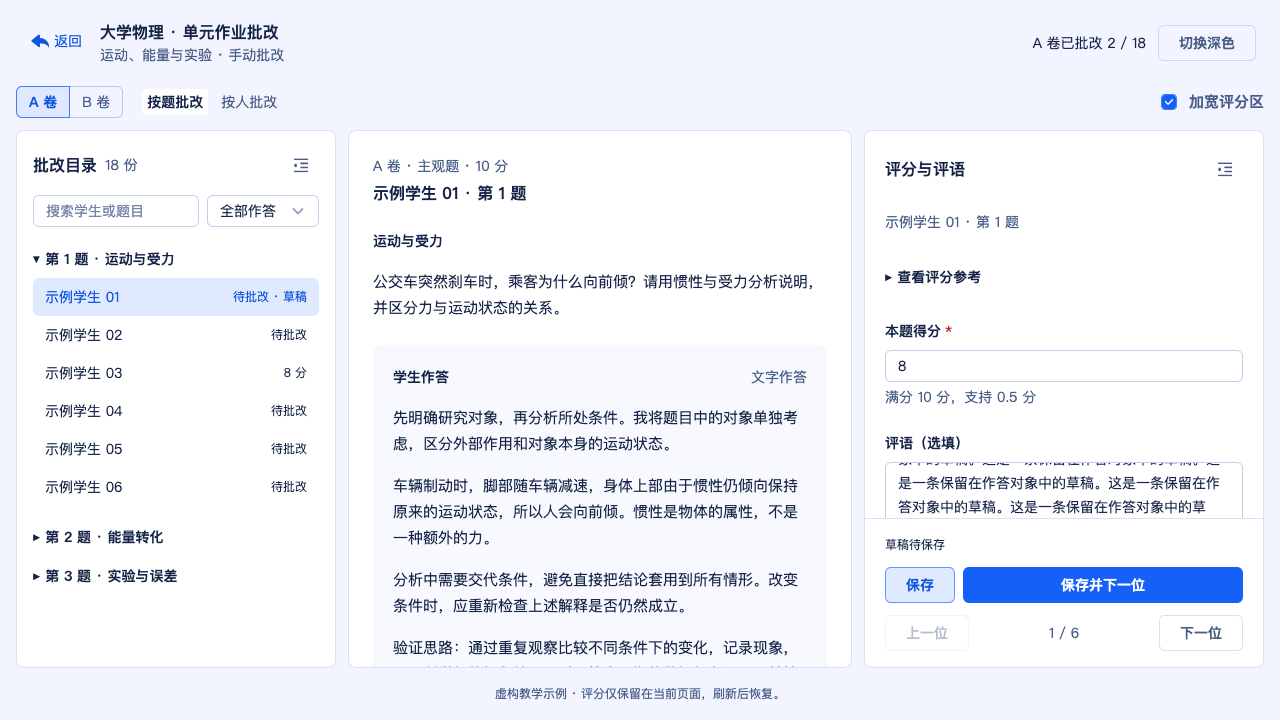 返回
大学物理 · 单元作业批改
运动、能量与实验 · 手动批改
A 卷已批改 2 / 18
切换深色
A 卷
B 卷
按题批改
按人批改
加宽评分区
批改目录 18 份
搜索学生或题目
全部作答
▾ 第 1 题 · 运动与受力
示例学生 01 待批改 · 草稿
示例学生 02 待批改
示例学生 03 8 分
示例学生 04 待批改
示例学生 05 待批改
示例学生 06 待批改
▸ 第 2 题 · 能量转化
▸ 第 3 题 · 实验与误差
A 卷 · 主观题 · 10 分
示例学生 01 · 第 1 题
运动与受力
公交车突然刹车时，乘客为什么向前倾？请用惯性与受力分析说明，
并区分力与运动状态的关系。
学生作答 文字作答
先明确研究对象，再分析所处条件。我将题目中的对象单独考
虑，区分外部作用和对象本身的运动状态。
车辆制动时，脚部随车辆减速，身体上部由于惯性仍倾向保持
原来的运动状态，所以人会向前倾。惯性是物体的属性，不是
一种额外的力。
分析中需要交代条件，避免直接把结论套用到所有情形。改变
条件时，应重新检查上述解释是否仍然成立。
验证思路：通过重复观察比较不同条件下的变化，记录现象，
评分与评语
示例学生 01 · 第 1 题
▸ 查看评分参考
本题得分 *
8
满分 10 分，支持 0.5 分
评语（选填）
是一条保留在作答对象中的草稿。这是一条保留在作
答对象中的草稿。这是一条保留在作答对象中的草
草稿待保存
保存
保存并下一位
上一位
1 / 6
下一位
虚构教学示例 · 评分仅保留在当前页面，刷新后恢复。